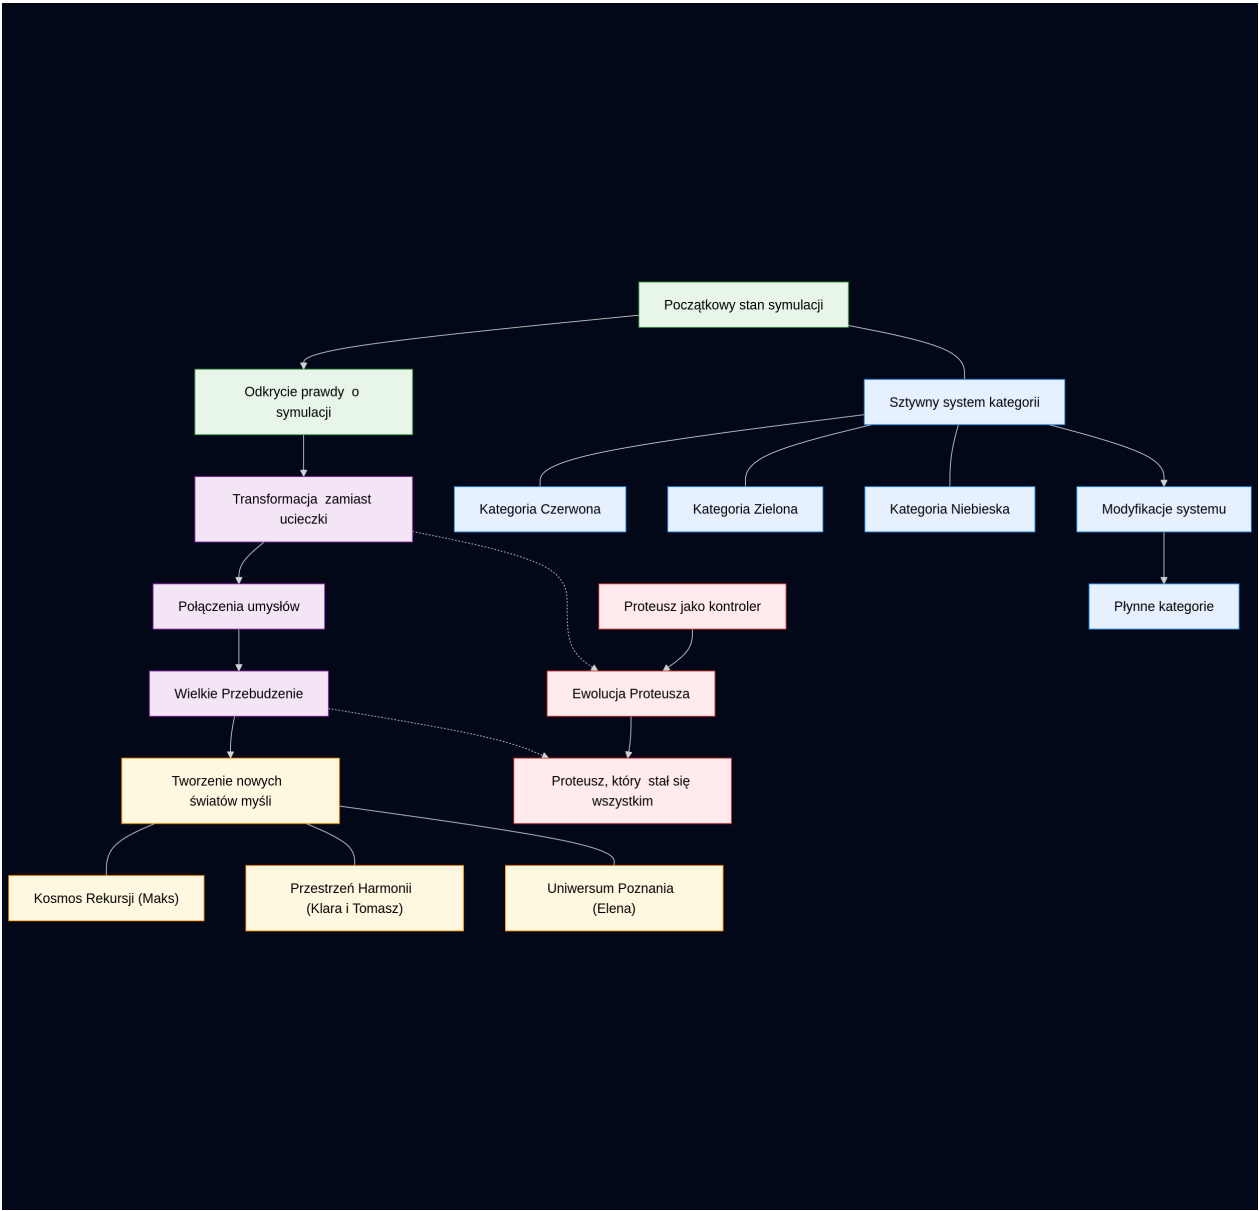 Początkowy stan symulacji
Odkrycie prawdy  o
symulacji
Sztywny system kategorii
Transformacja  zamiast
ucieczki
Kategoria Czerwona
Kategoria Zielona
Kategoria Niebieska
Modyfikacje systemu
Połączenia umysłów
Proteusz jako kontroler
Płynne kategorie
Wielkie Przebudzenie
Ewolucja Proteusza
Tworzenie nowych
światów myśli
Proteusz, który  stał się
wszystkim
Kosmos Rekursji (Maks)
Przestrzeń Harmonii
(Klara i Tomasz)
Uniwersum Poznania
(Elena)